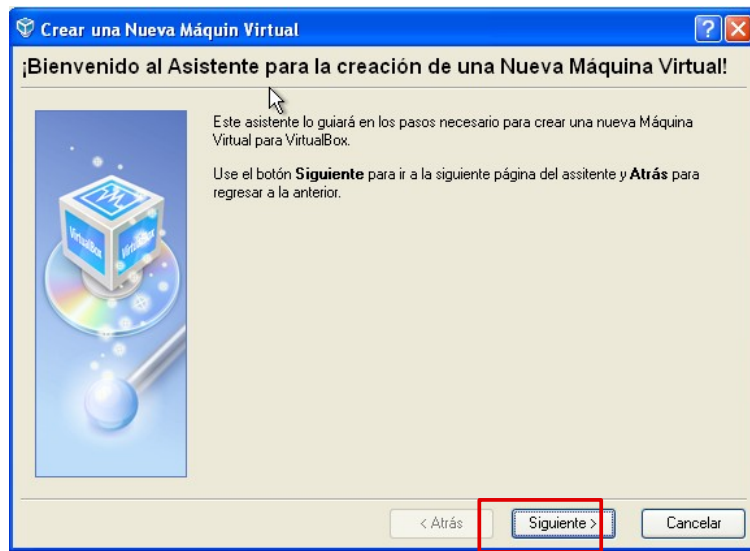 Crear una Nueva Máquin Virtual
¡Bienvenido al Asistente para la creación de una Nueva Máquina Virtual!
Este asistente lo guiará en los pasos necesario para crear una nueva Máquina
Virtual para VirtualBox.
Use el botón Siguiente para ir a la siguiente página del assitente y Atrás para
regresar a la anterior.
VirtualBox
VirtualBox
< Atrás
Siguiente >
Cancelar